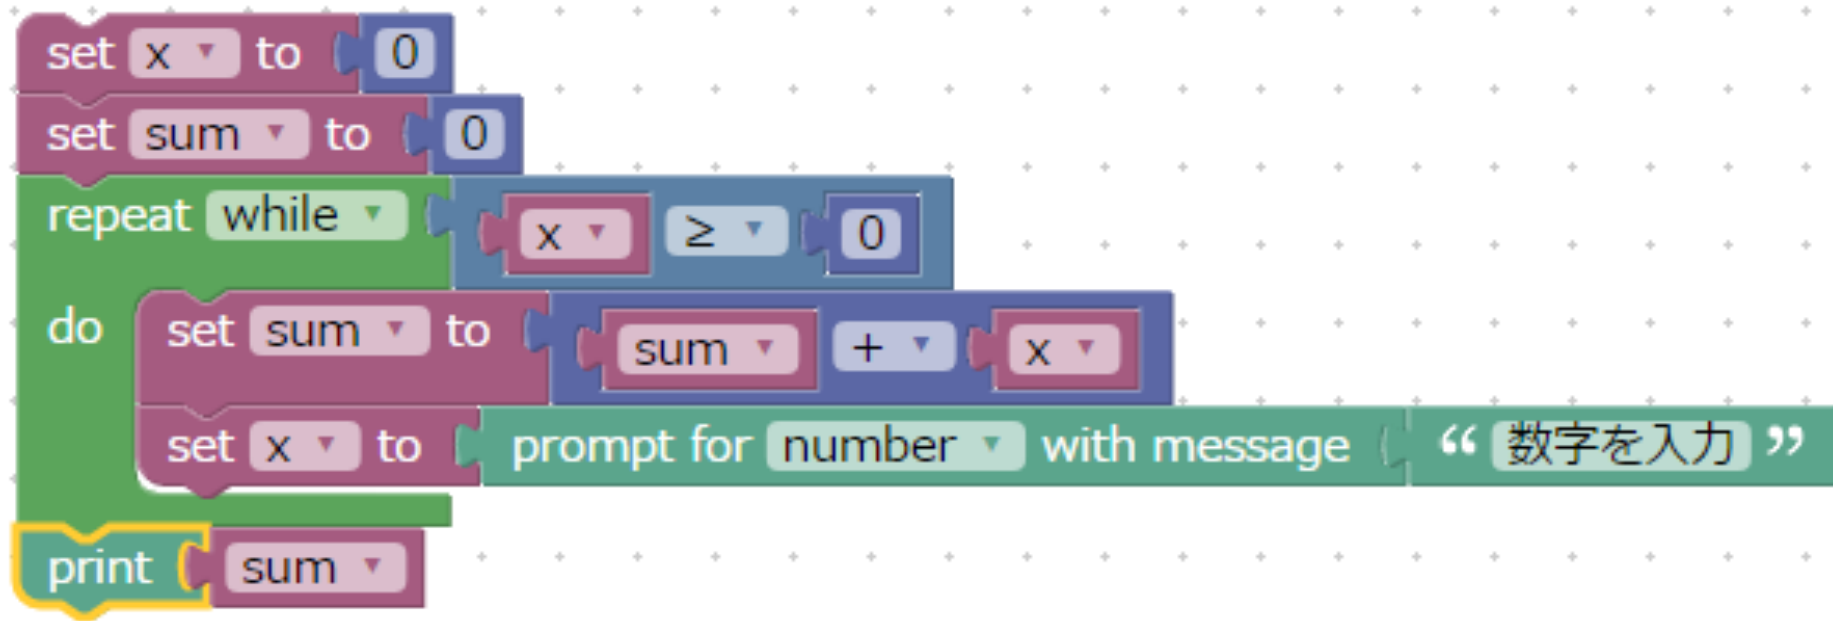 set x to 0
set sum to 0
repeat while x ≥ 0
do set sum to sum + x
set x to prompt for number with message “ 数字を入力 ”
print sum